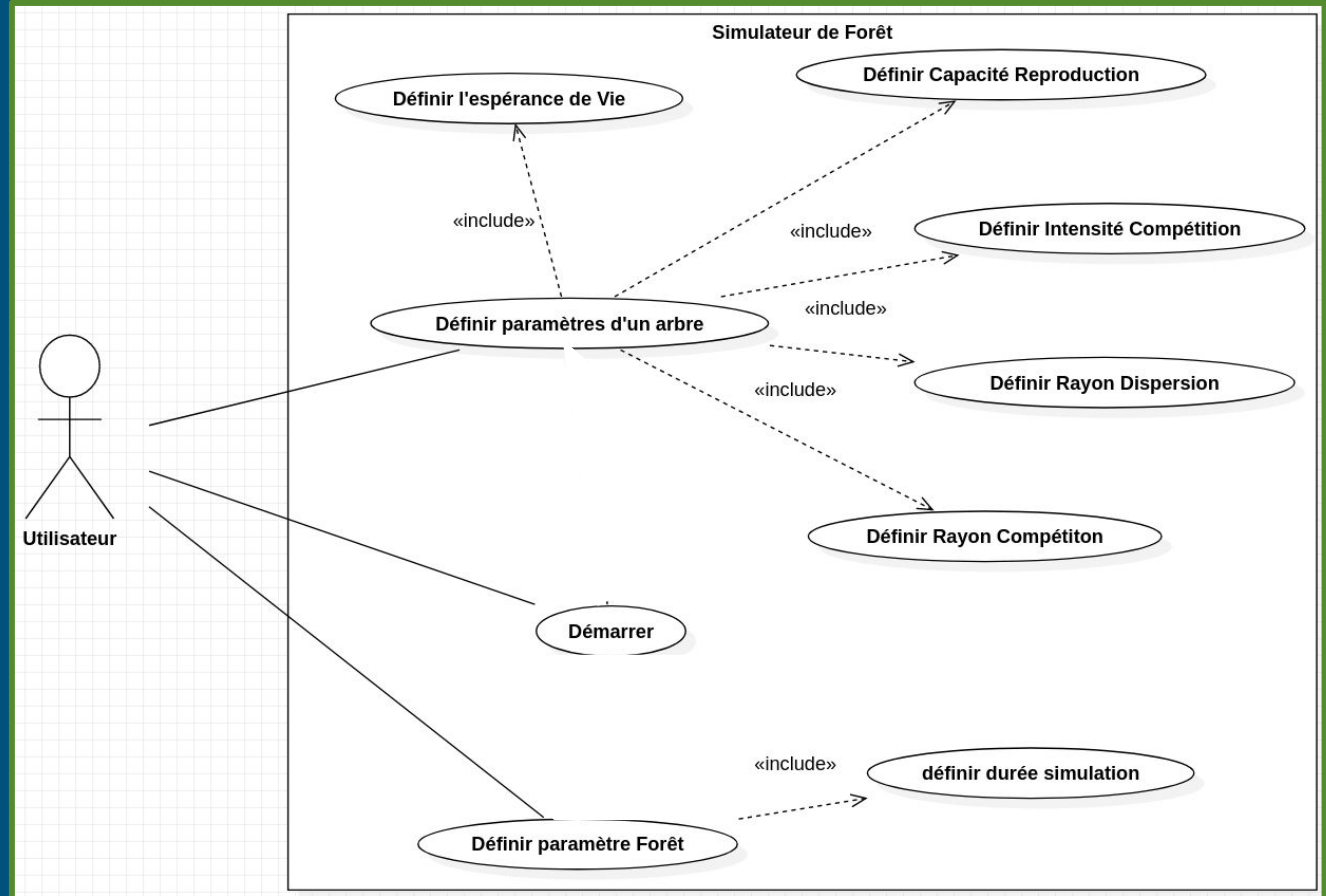 Simulateur de Forêt
Définir Capacité Reproduction
Définir l'espérance de Vie
«include»
«include»
Définir Intensité Compétition
«include»
Définir paramètres d'un arbre
Définir Rayon Dispersion
«include»
Utilisateur
Définir Rayon Compétiton
Démarrer
«include»
définir durée simulation
Définir paramètre Forêt